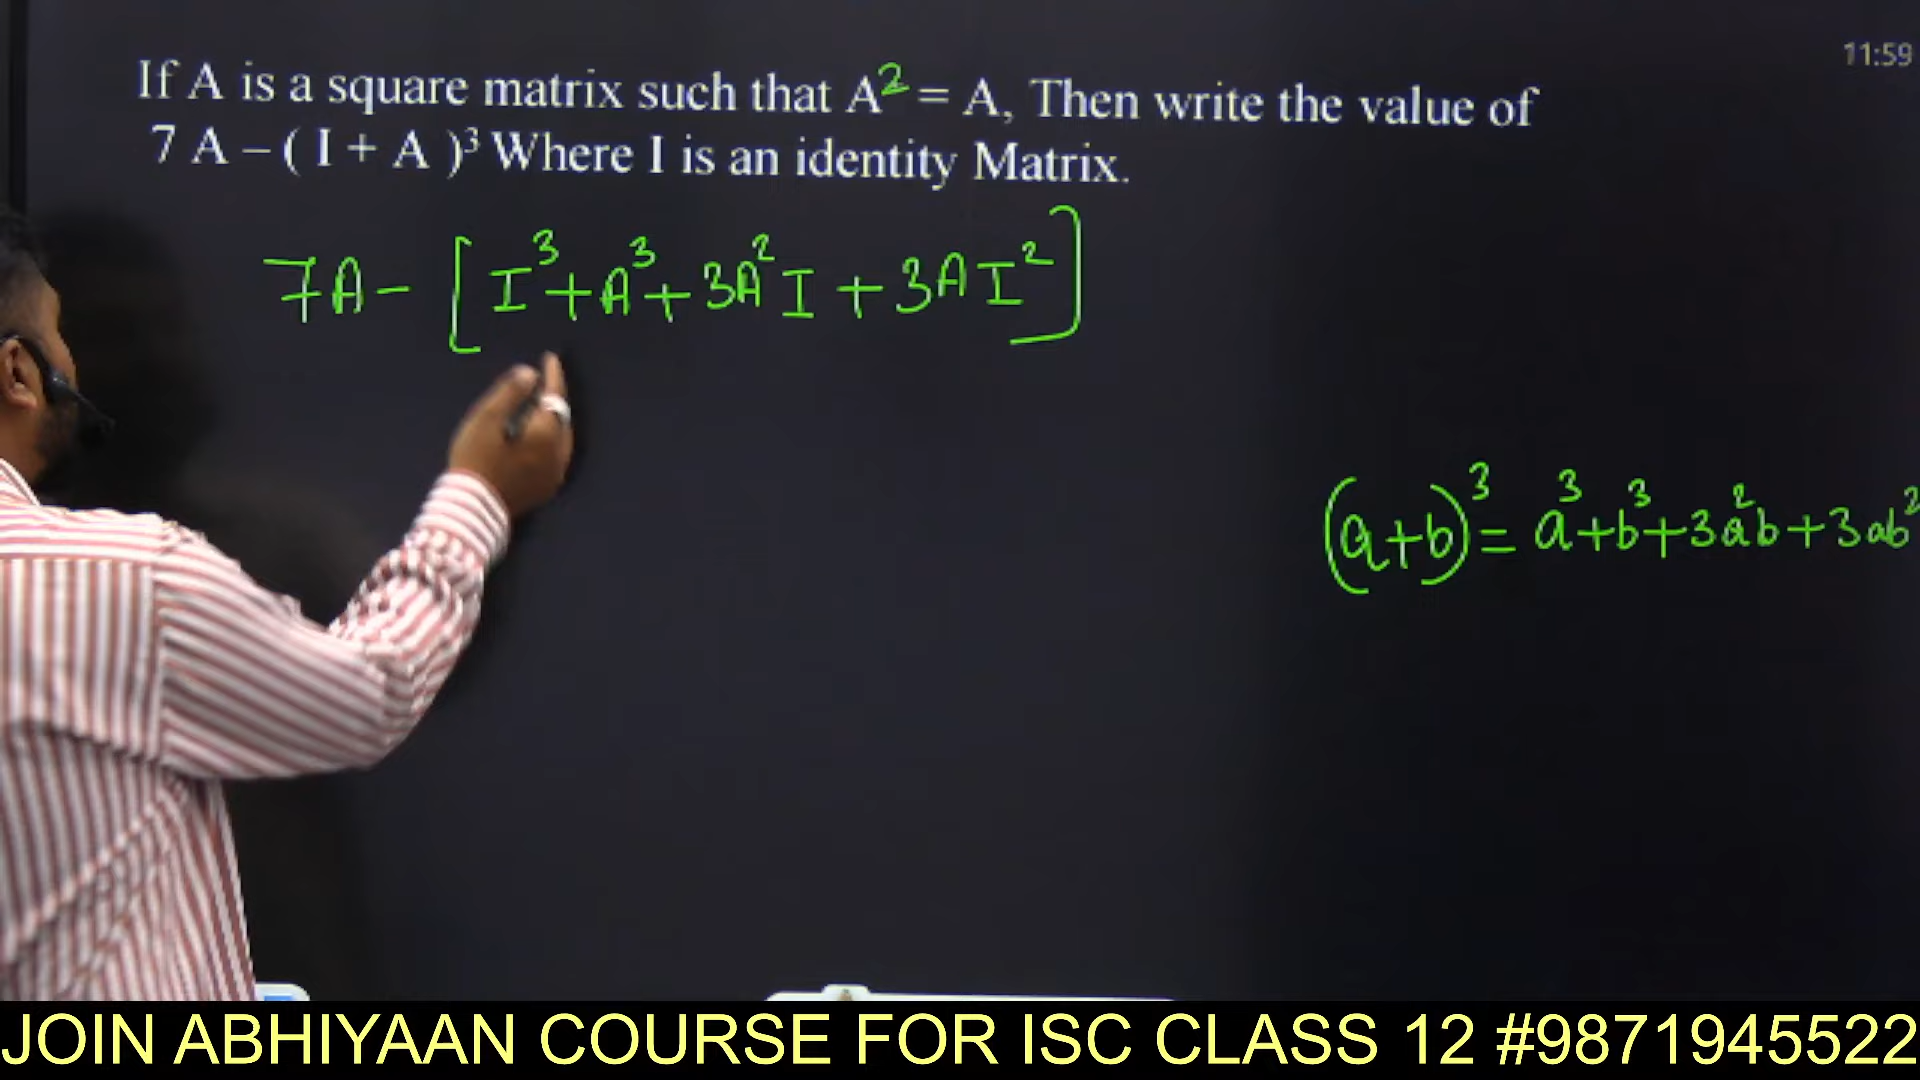 11:59
If A is a square matrix such that A² = A, Then write the value of
7 A – ( I + A )³ Where I is an identity Matrix.
7A - [I³+A³+3A²I+3AI²]
(a+b)³= a³+b³+3a²b+3ab²
JOIN ABHIYAAN COURSE FOR ISC CLASS 12 #9871945522